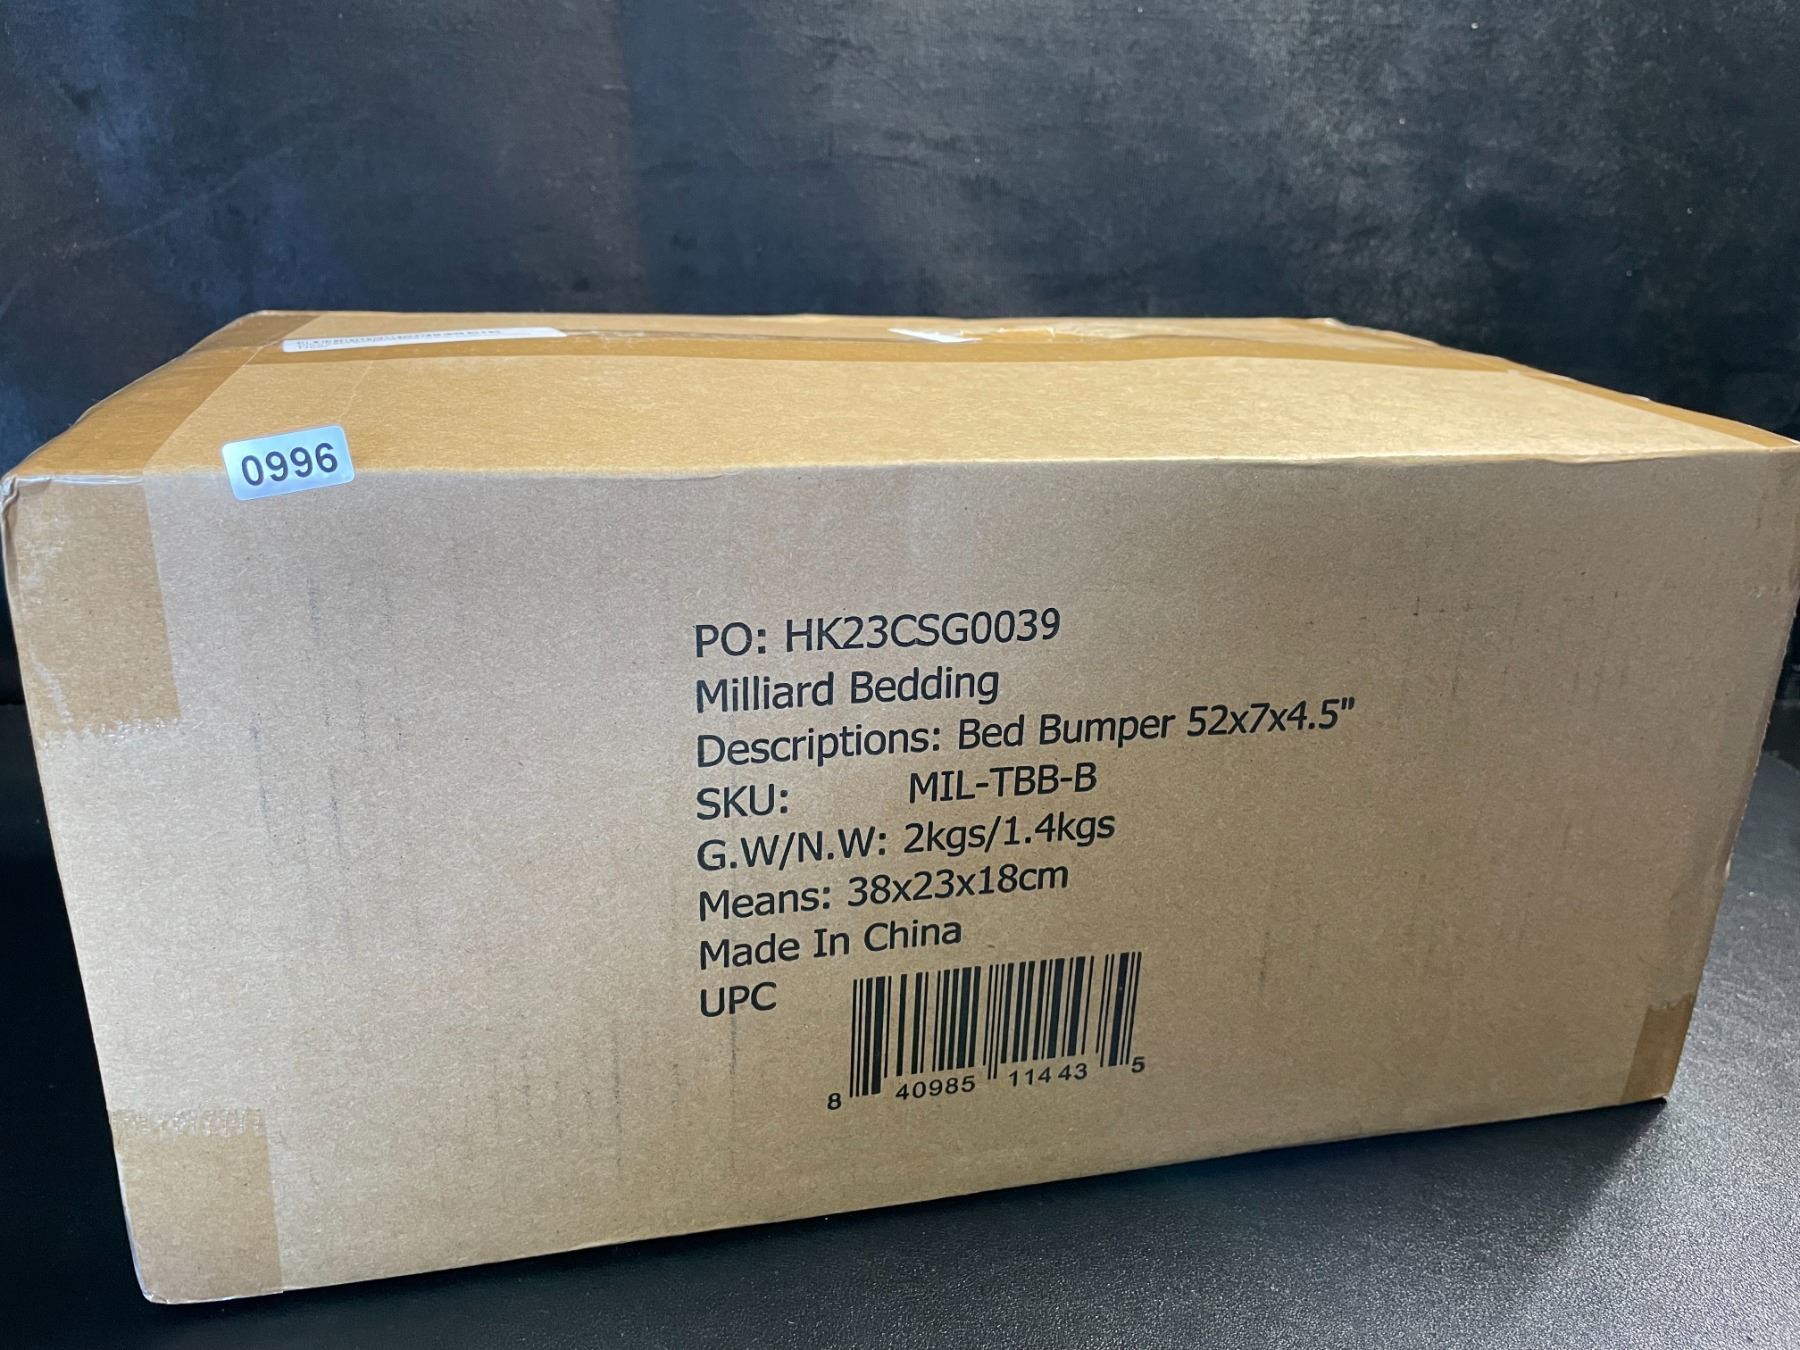 0996
PO: HK23CSG0039
Milliard Bedding
Descriptions: Bed Bumper 52x7x4.5"
SKU: MIL-TBB-B
G.W/N.W: 2kgs/1.4kgs
Means: 38x23x18cm
Made In China
UPC
8 40985 11443 5